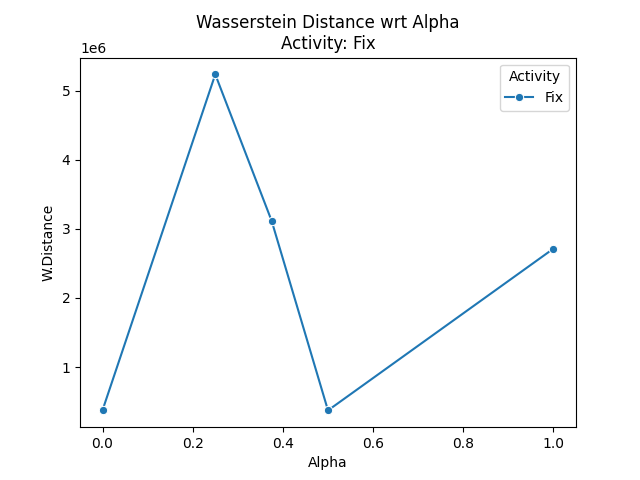 Wasserstein Distance wrt Alpha
Activity: Fix
1e6
Activity
Fix
5
4
3
2
1
W.Distance
0.0 0.2 0.4 0.6 0.8 1.0
Alpha